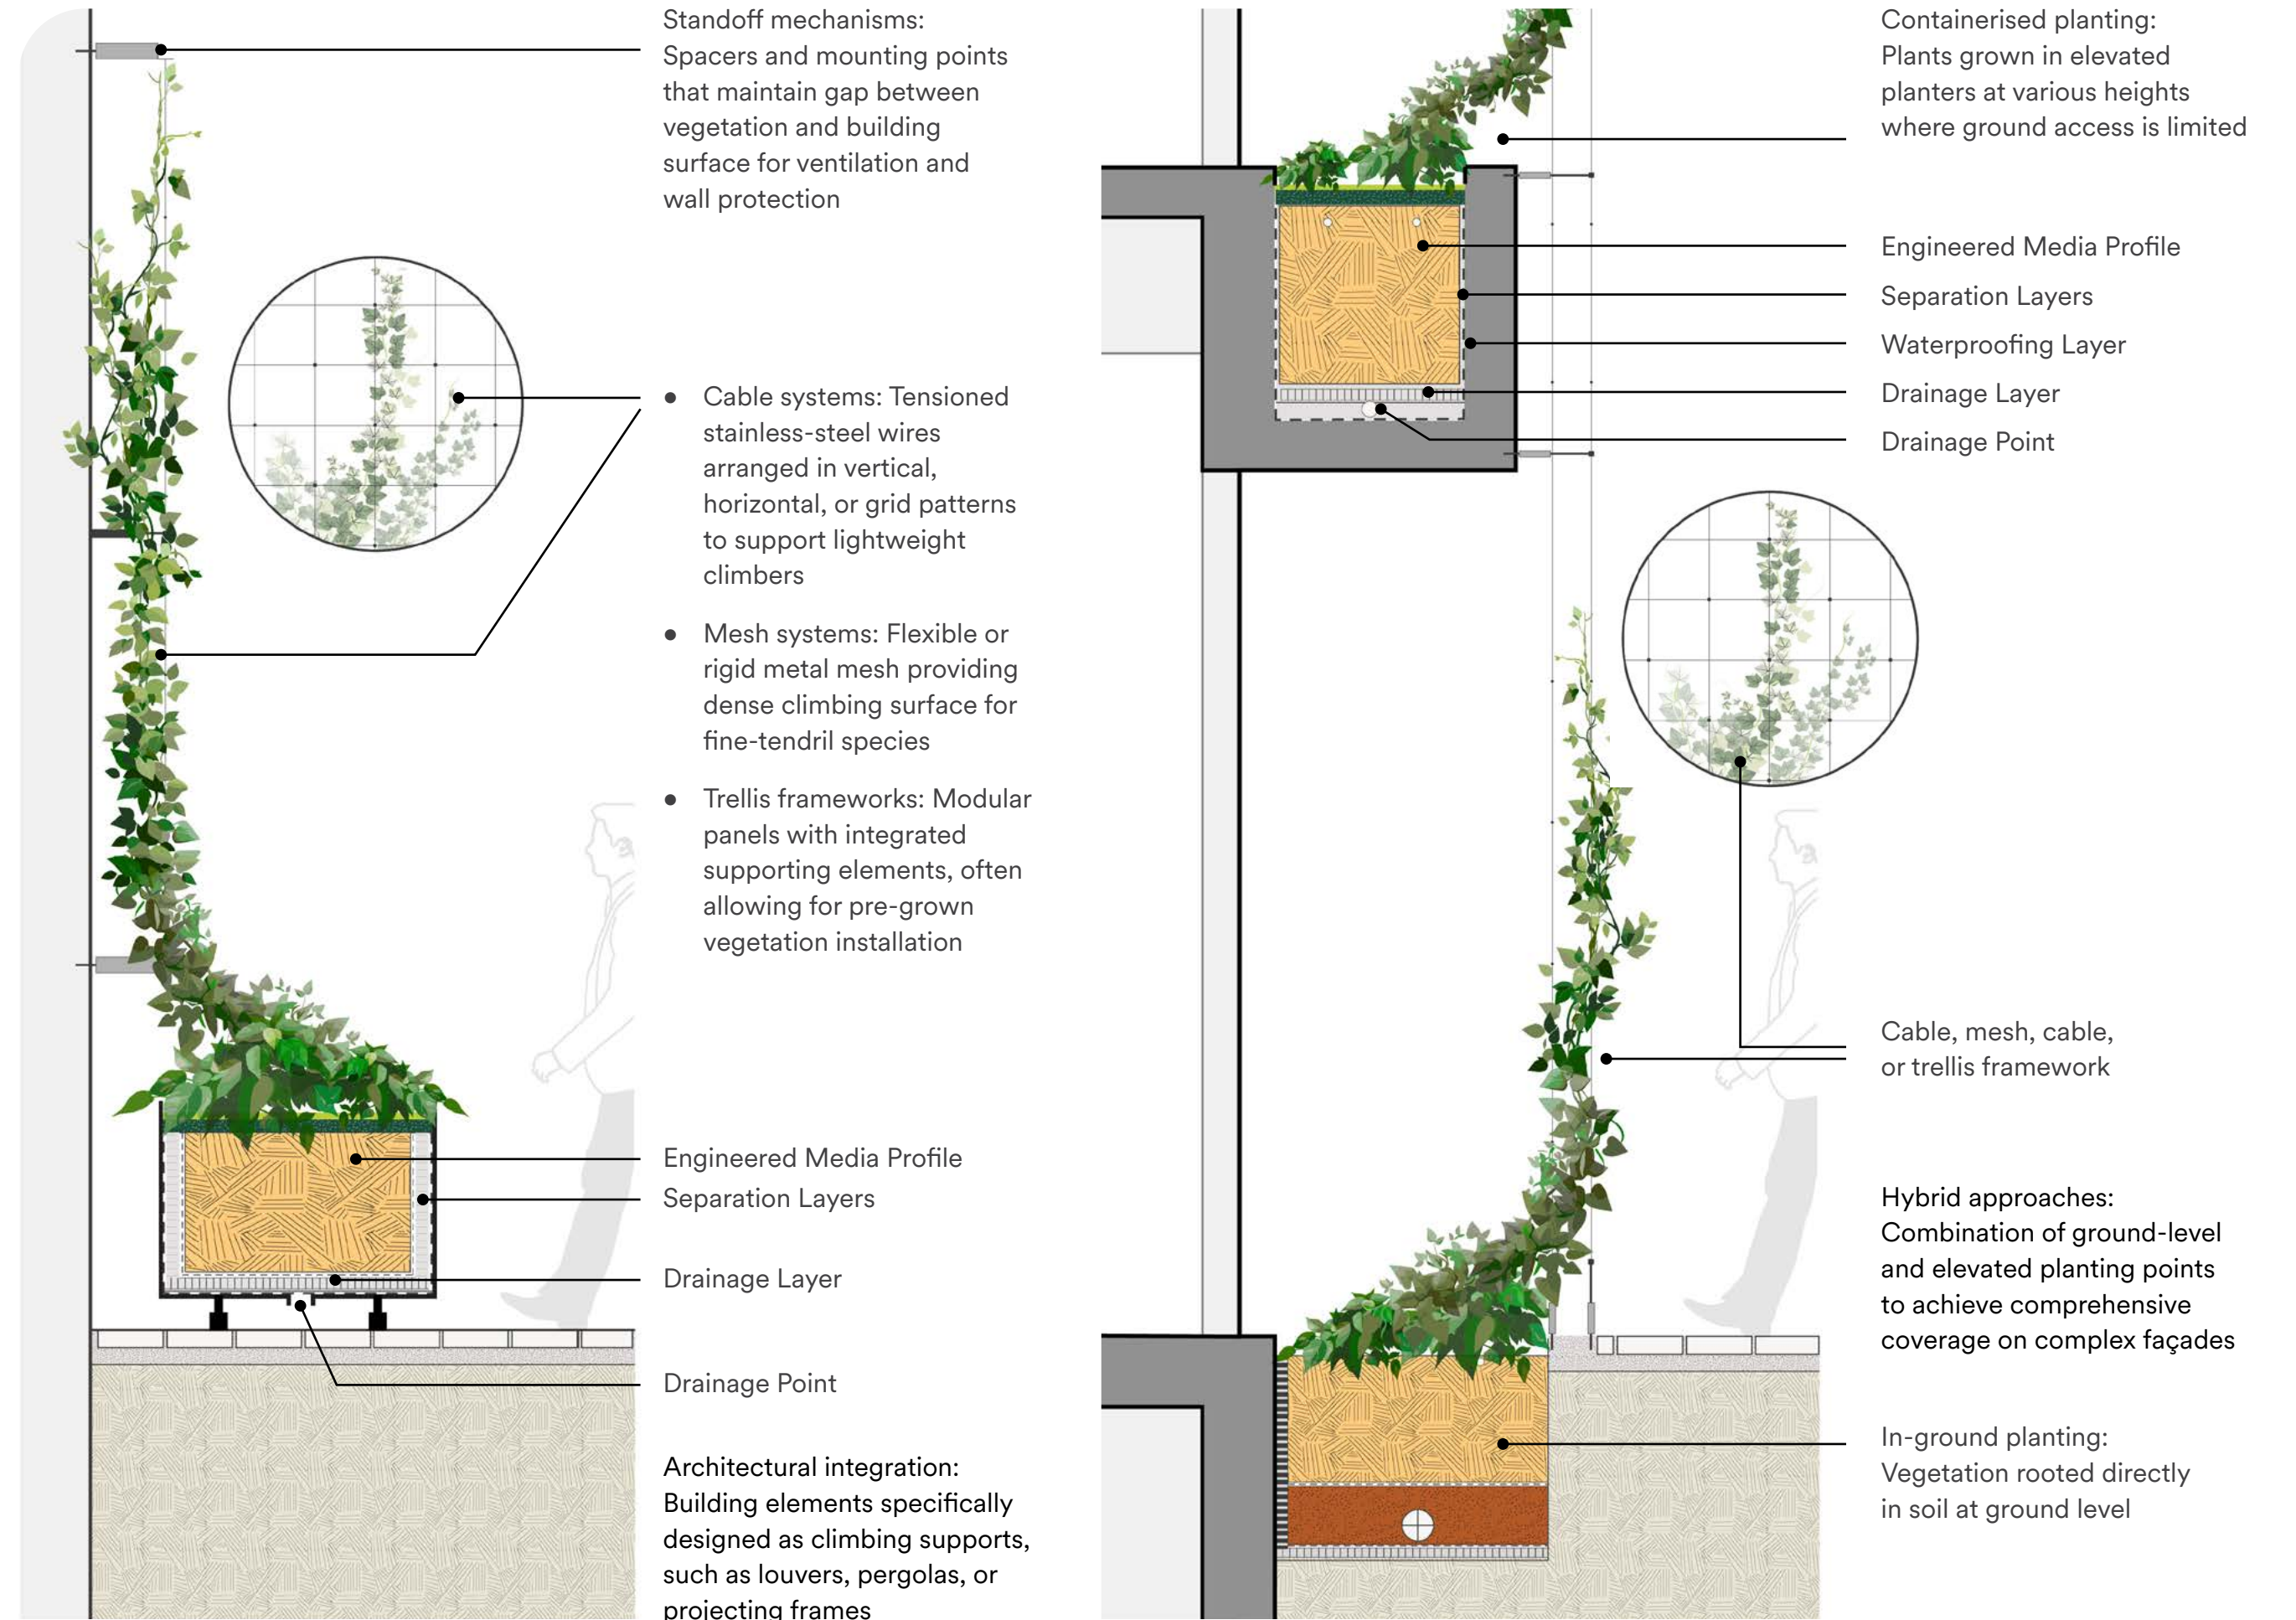 Standoff mechanisms:
Spacers and mounting points
that maintain gap between
vegetation and building
surface for ventilation and
wall protection
● Cable systems: Tensioned
stainless-steel wires
arranged in vertical,
horizontal, or grid patterns
to support lightweight
climbers
● Mesh systems: Flexible or
rigid metal mesh providing
dense climbing surface for
fine-tendril species
● Trellis frameworks: Modular
panels with integrated
supporting elements, often
allowing for pre-grown
vegetation installation
Engineered Media Profile
Separation Layers
Drainage Layer
Drainage Point
Architectural integration:
Building elements specifically
designed as climbing supports,
such as louvers, pergolas, or
projecting frames
Containerised planting:
Plants grown in elevated
planters at various heights
where ground access is limited
Engineered Media Profile
Separation Layers
Waterproofing Layer
Drainage Layer
Drainage Point
Cable, mesh, cable,
or trellis framework
Hybrid approaches:
Combination of ground-level
and elevated planting points
to achieve comprehensive
coverage on complex façades
In-ground planting:
Vegetation rooted directly
in soil at ground level